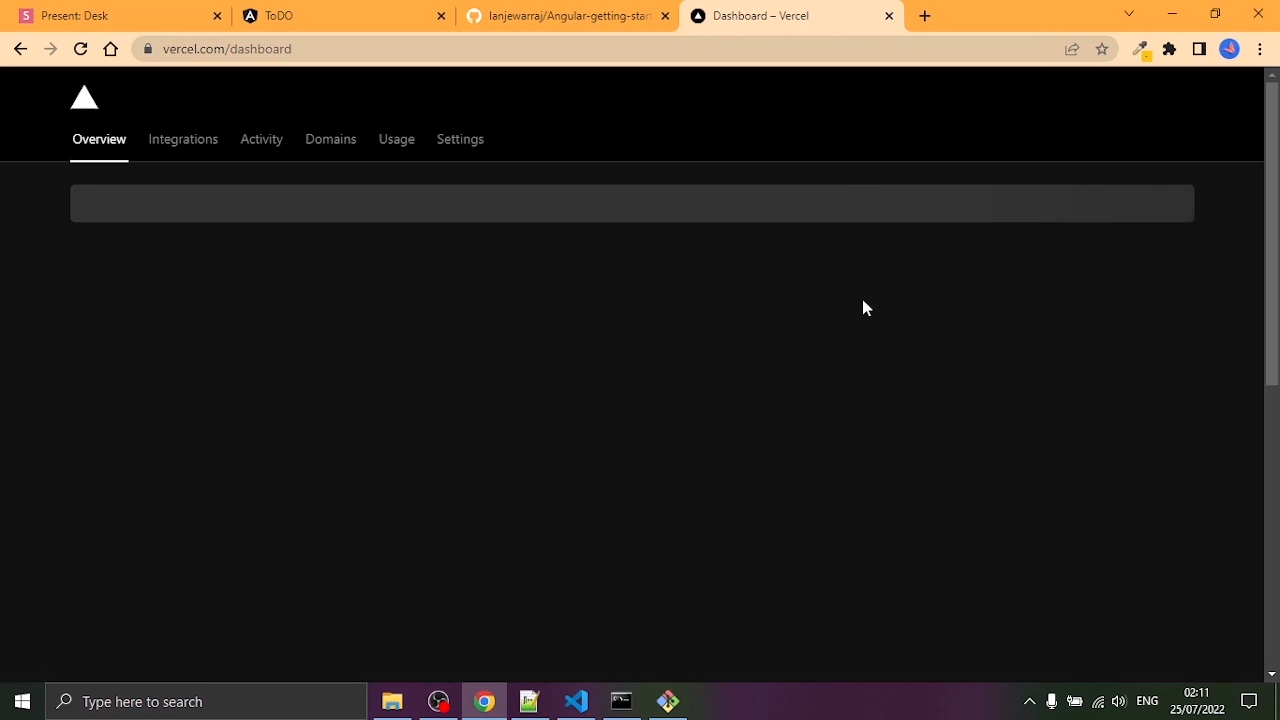 Present: Desk
ToDO
lanjewarraj/Angular-getting-start
Dashboard – Vercel
vercel.com/dashboard
Overview
Integrations
Activity
Domains
Usage
Settings
Type here to search
ENG
02:11
25/07/2022